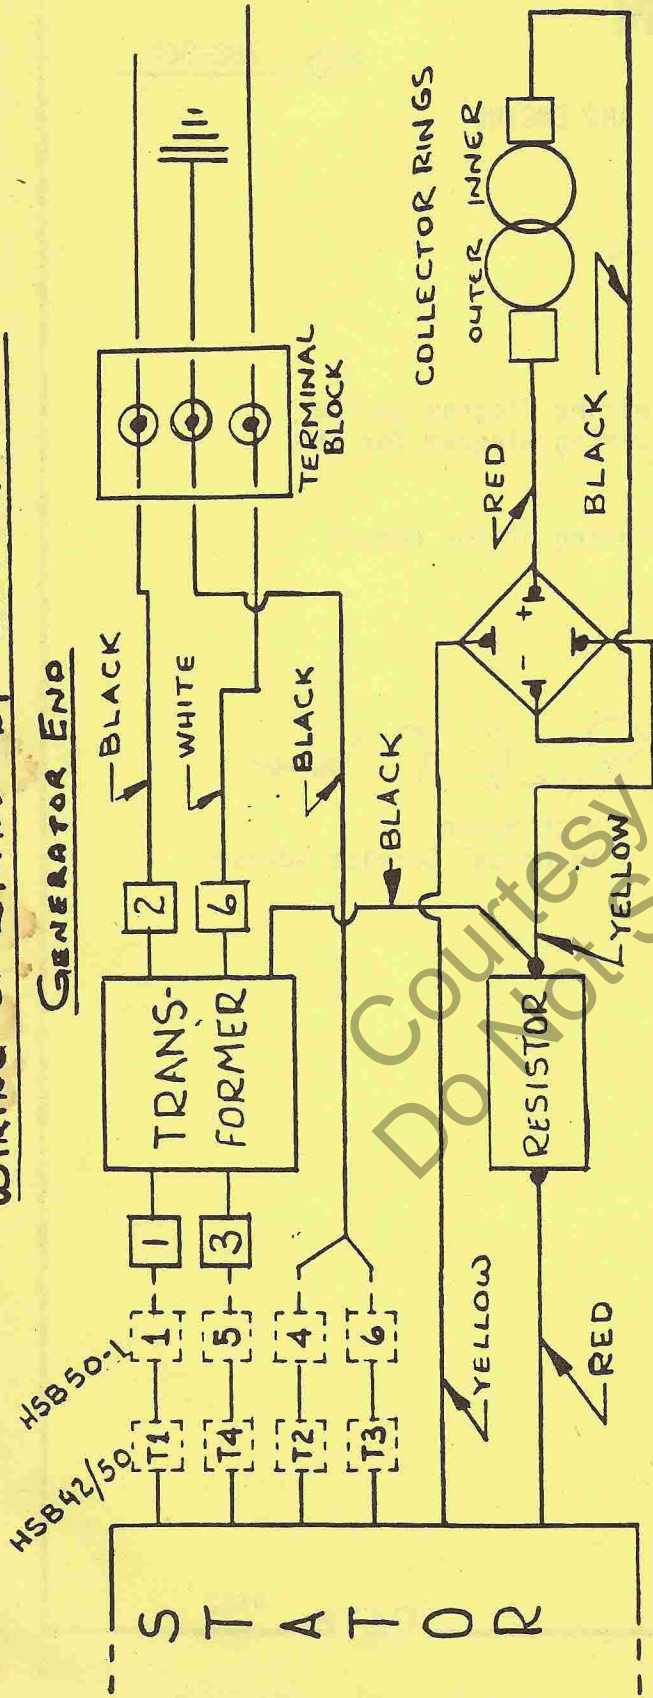 GENERATOR END
HSB42/50
HSB50-1
T1
1
1
T4
5
3
T2
4
T3
6
TRANS-
FORMER
2
6
BLACK
WHITE
BLACK
BLACK
TERMINAL
BLOCK
COLLECTOR RINGS
OUTER INNER
RED
BLACK
+
-
YELLOW
RESISTOR
YELLOW
RED
STATOR
Courtesy
Do Not